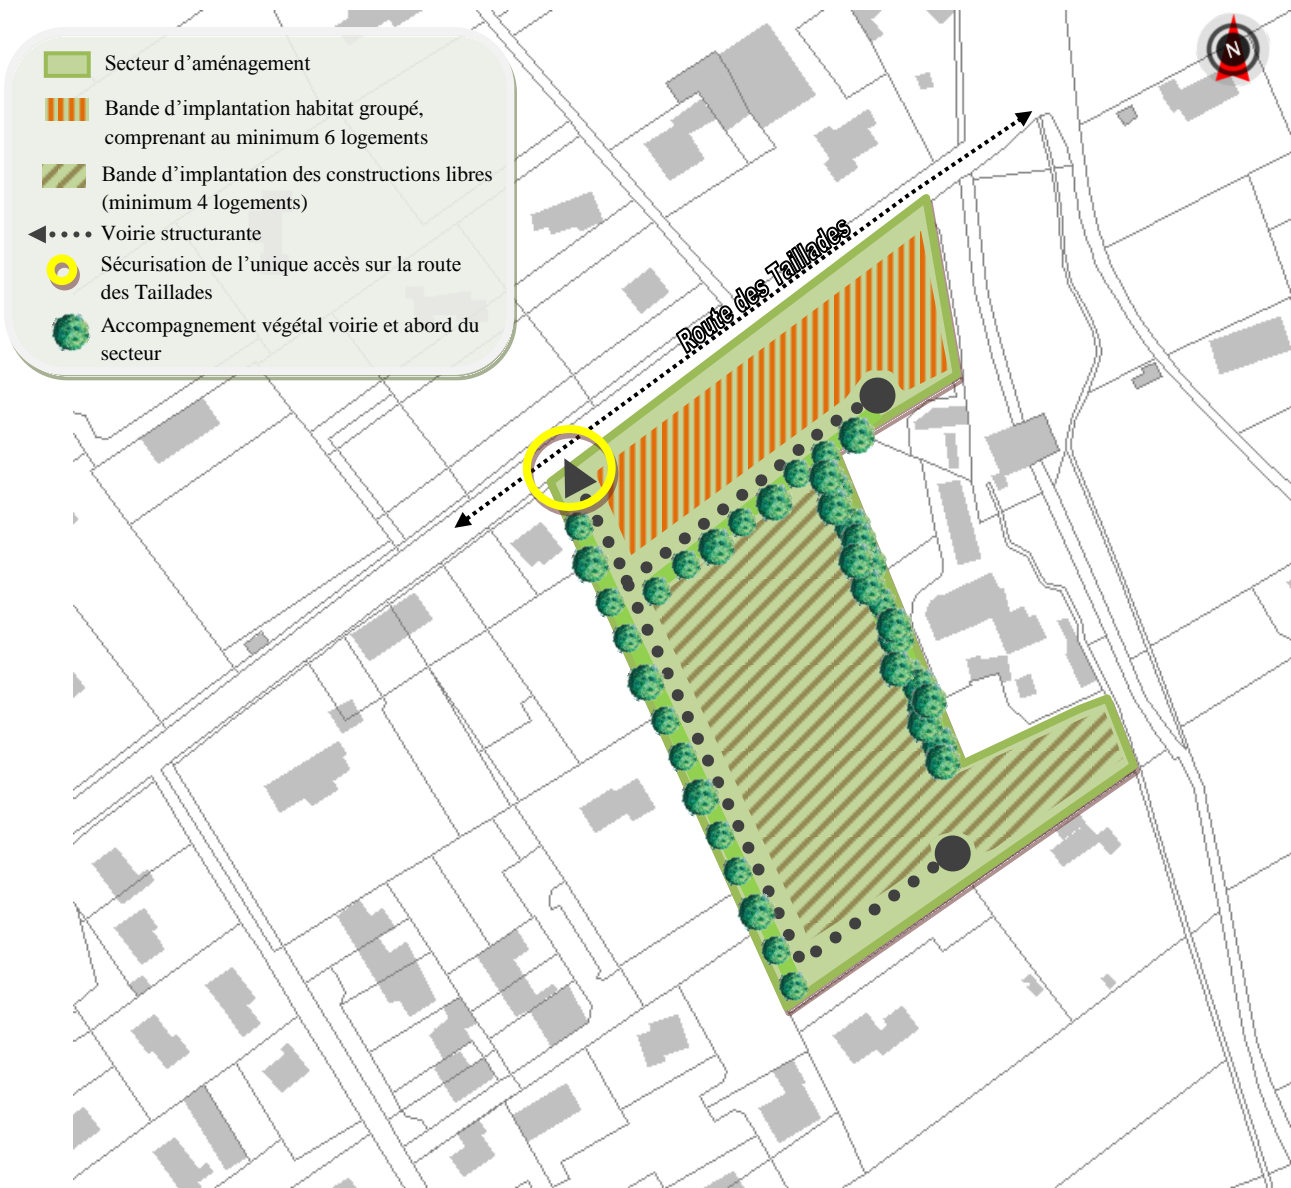 Secteur d’aménagement
Bande d’implantation habitat groupé,
comprenant au minimum 6 logements
Bande d’implantation des constructions libres
(minimum 4 logements)
Voirie structurante
Sécurisation de l’unique accès sur la route
des Taillades
Accompagnement végétal voirie et abord du
secteur
N
Route des Taillades